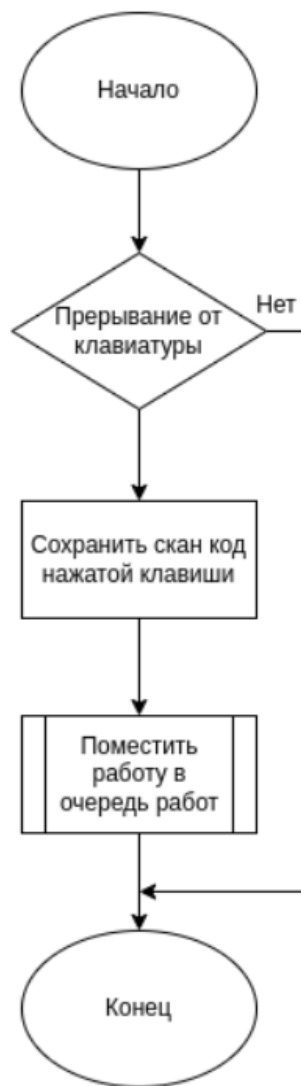 Начало
Нет
Прерывание от
клавиатуры
Сохранить скан код
нажатой клавиши
Поместить
работу в
очередь работ
Конец